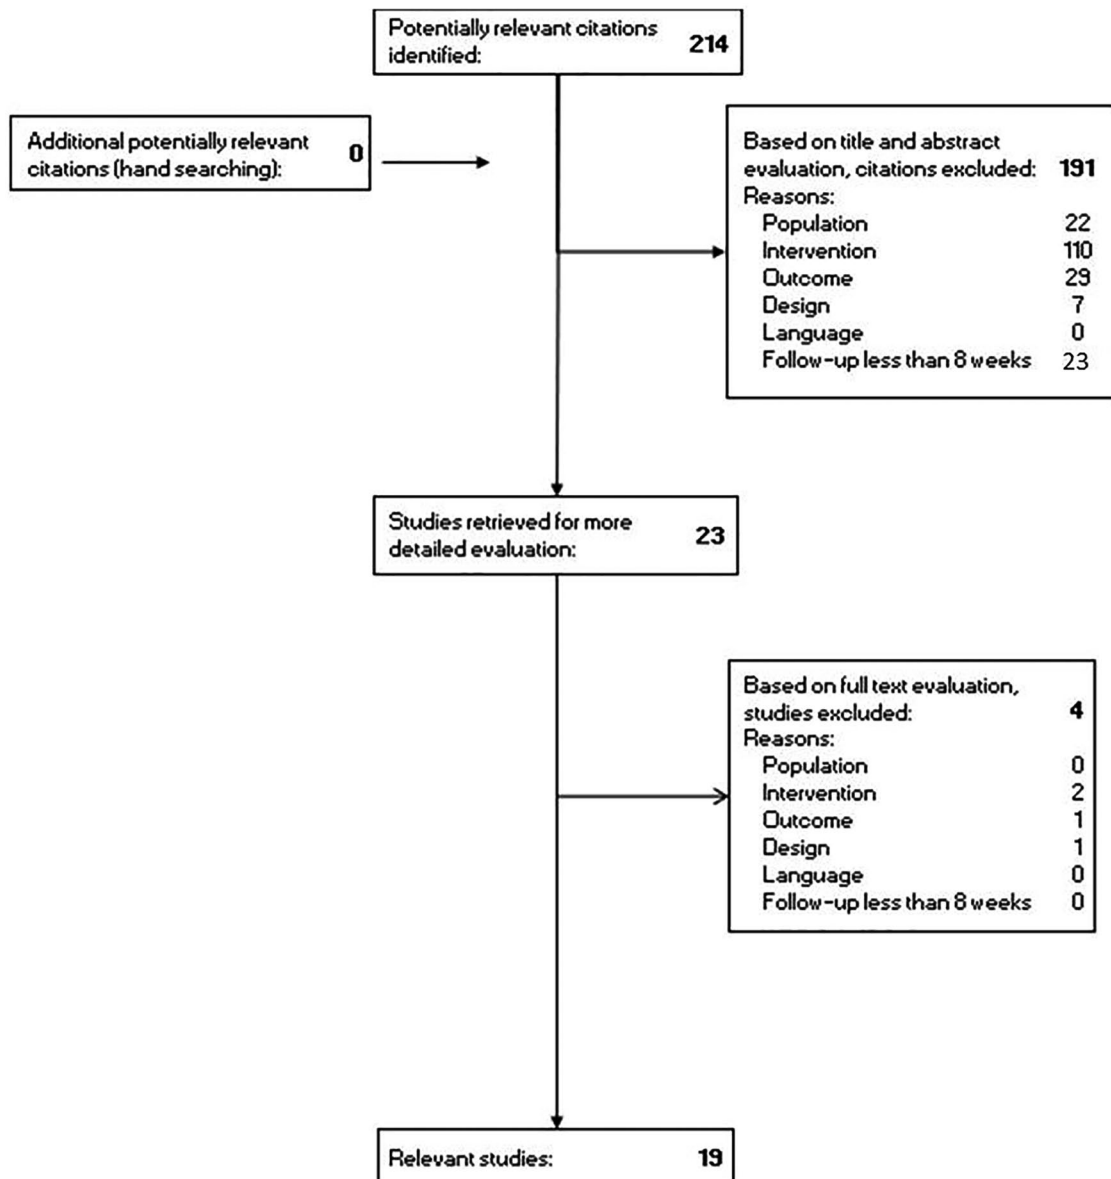 Potentially relevant citations
identified: 214
Additional potentially relevant
citations (hand searching): 0
Based on title and abstract
evaluation, citations excluded: 191
Reasons:
Population 22
Intervention 110
Outcome 29
Design 7
Language 0
Follow-up less than 8 weeks 23
Studies retrieved for more
detailed evaluation: 23
Based on full text evaluation,
studies excluded: 4
Reasons:
Population 0
Intervention 2
Outcome 1
Design 1
Language 0
Follow-up less than 8 weeks 0
Relevant studies: 19